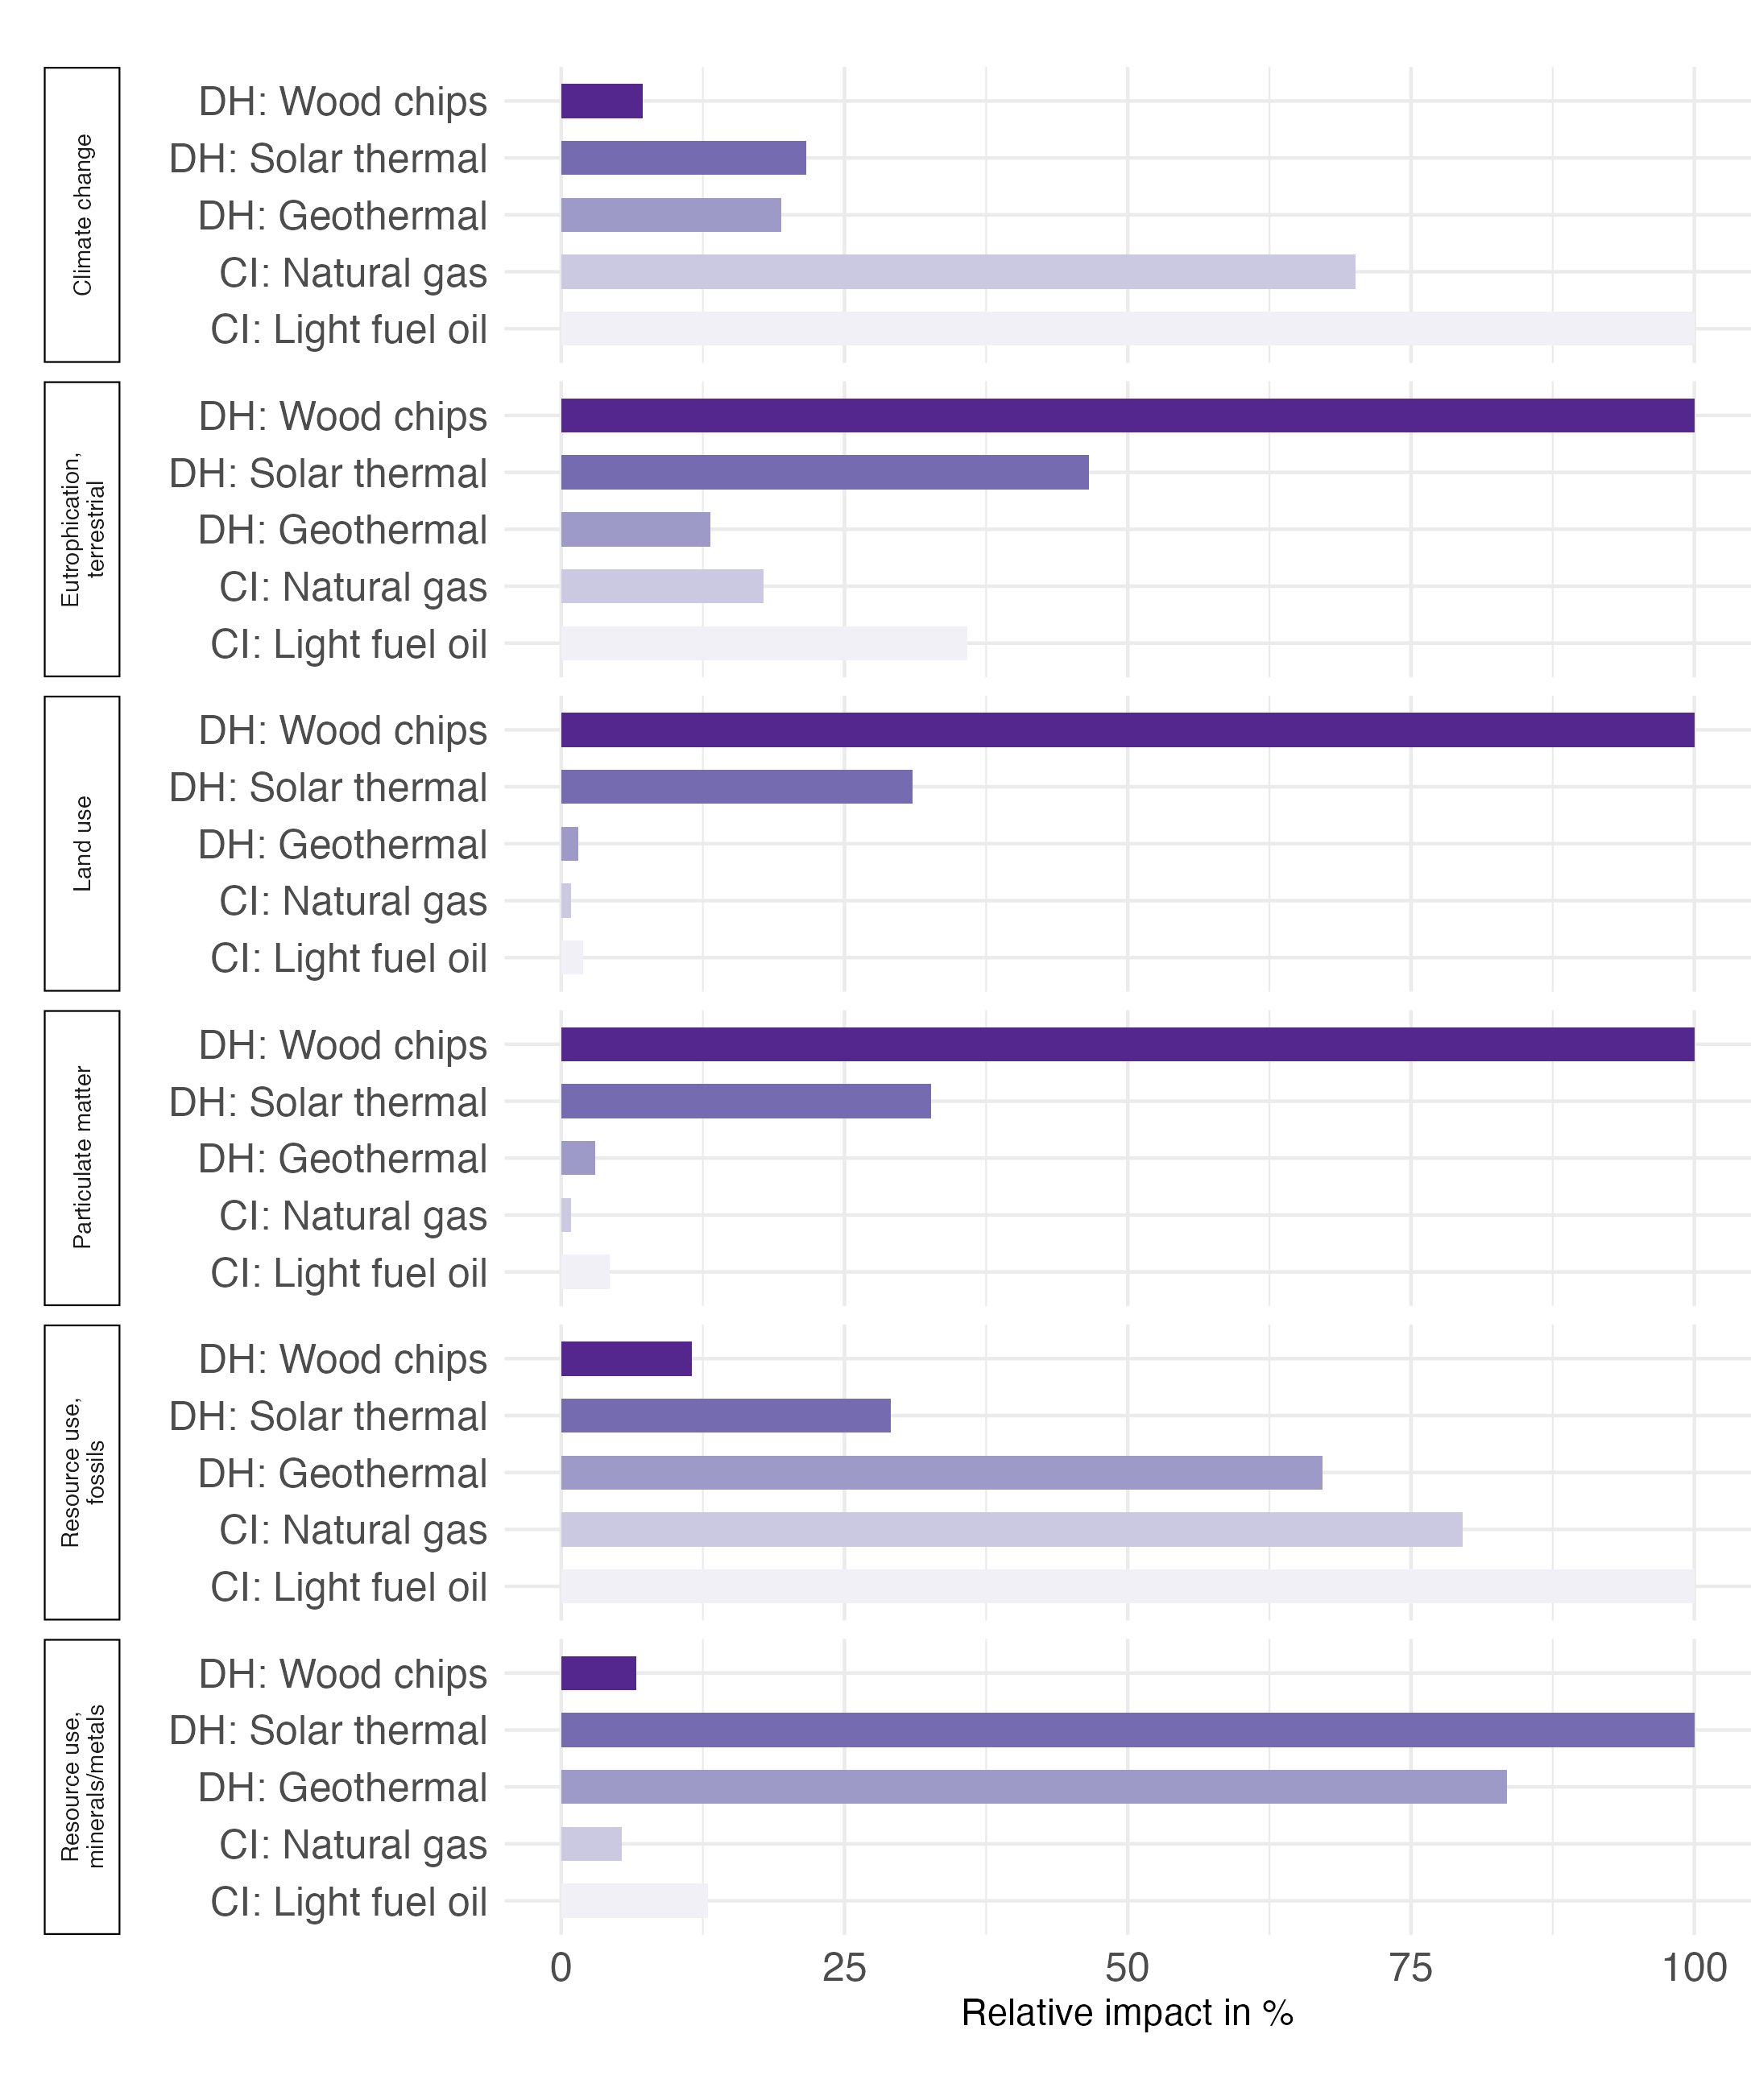 Climate change
DH: Wood chips
DH: Solar thermal
DH: Geothermal
CI: Natural gas
CI: Light fuel oil
Eutrophication,
terrestrial
DH: Wood chips
DH: Solar thermal
DH: Geothermal
CI: Natural gas
CI: Light fuel oil
Land use
DH: Wood chips
DH: Solar thermal
DH: Geothermal
CI: Natural gas
CI: Light fuel oil
Particulate matter
DH: Wood chips
DH: Solar thermal
DH: Geothermal
CI: Natural gas
CI: Light fuel oil
Resource use,
fossils
DH: Wood chips
DH: Solar thermal
DH: Geothermal
CI: Natural gas
CI: Light fuel oil
Resource use,
minerals/metals
DH: Wood chips
DH: Solar thermal
DH: Geothermal
CI: Natural gas
CI: Light fuel oil
0 25 50 75 100
Relative impact in %